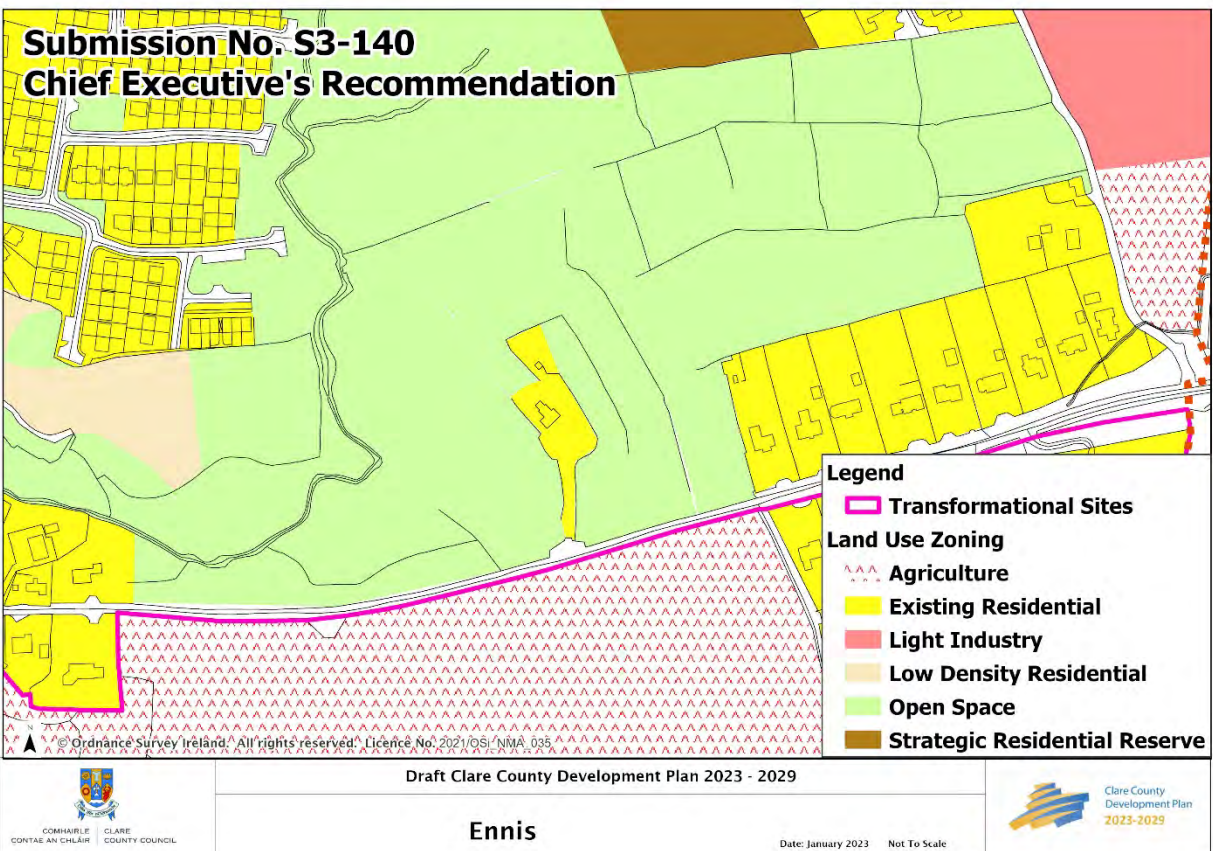 Submission No. S3-140
Chief Executive's Recommendation
Legend
Transformational Sites
Land Use Zoning
Agriculture
Existing Residential
Light Industry
Low Density Residential
Open Space
Strategic Residential Reserve
N
© Ordnance Survey Ireland. All rights reserved. Licence No. 2021/OSi_NMA_035
COMHAIRLE CONTAE AN CHLÁIR
CLARE COUNTY COUNCIL
Draft Clare County Development Plan 2023 - 2029
Ennis
Date: January 2023 Not To Scale
Clare County
Development Plan
2023-2029